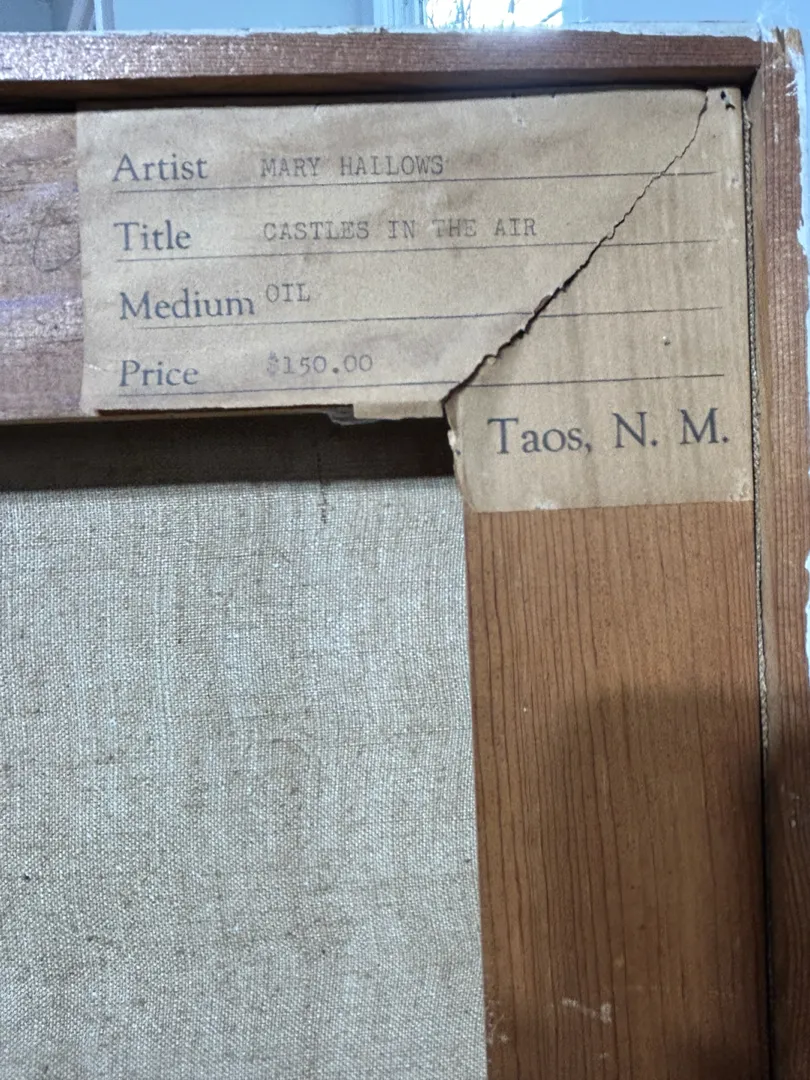 Artist MARY HALLOWS
Title CASTLES IN THE AIR
Medium OIL
Price $150.00
Taos, N. M.